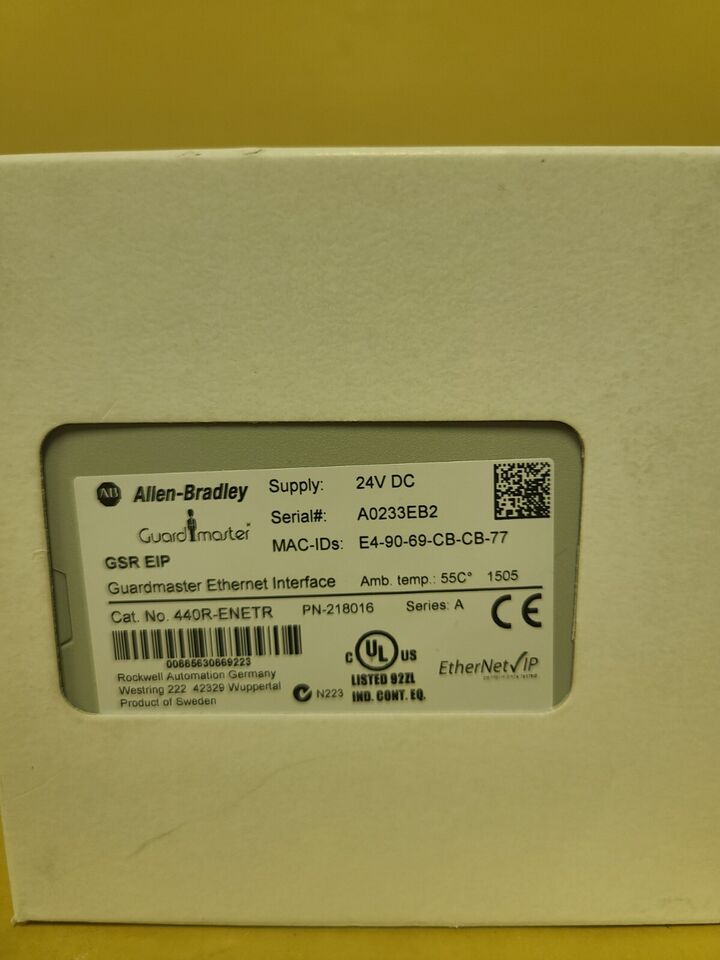 AB Allen-Bradley
Guardmaster
GSR EIP
Guardmaster Ethernet Interface
Supply: 24V DC
Serial#: A0233EB2
MAC-IDs: E4-90-69-CB-CB-77
Amb. temp.: 55C° 1505
Cat. No. 440R-ENETR PN-218016 Series: A
CE
00885630869223
Rockwell Automation Germany
Westring 222 42329 Wuppertal
Product of Sweden
N223
C UL US
LISTED 92ZL
IND. CONT. EQ.
EtherNet/IP